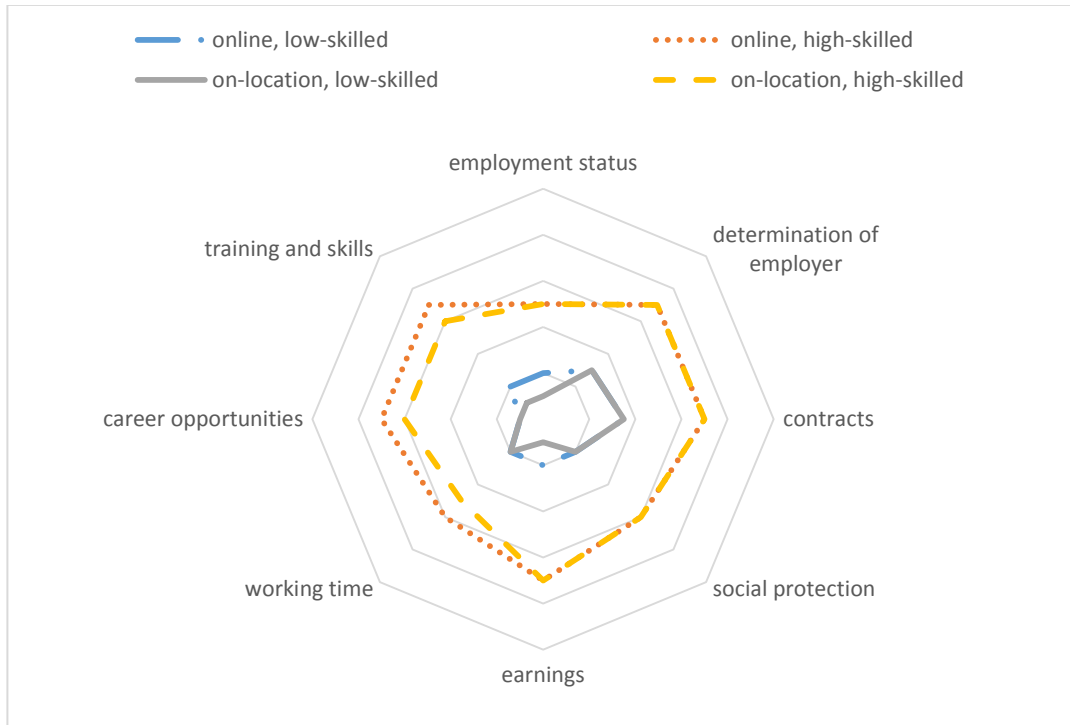 online, low-skilled
online, high-skilled
on-location, low-skilled
on-location, high-skilled
employment status
determination of
employer
training and skills
career opportunities
contracts
working time
social protection
earnings